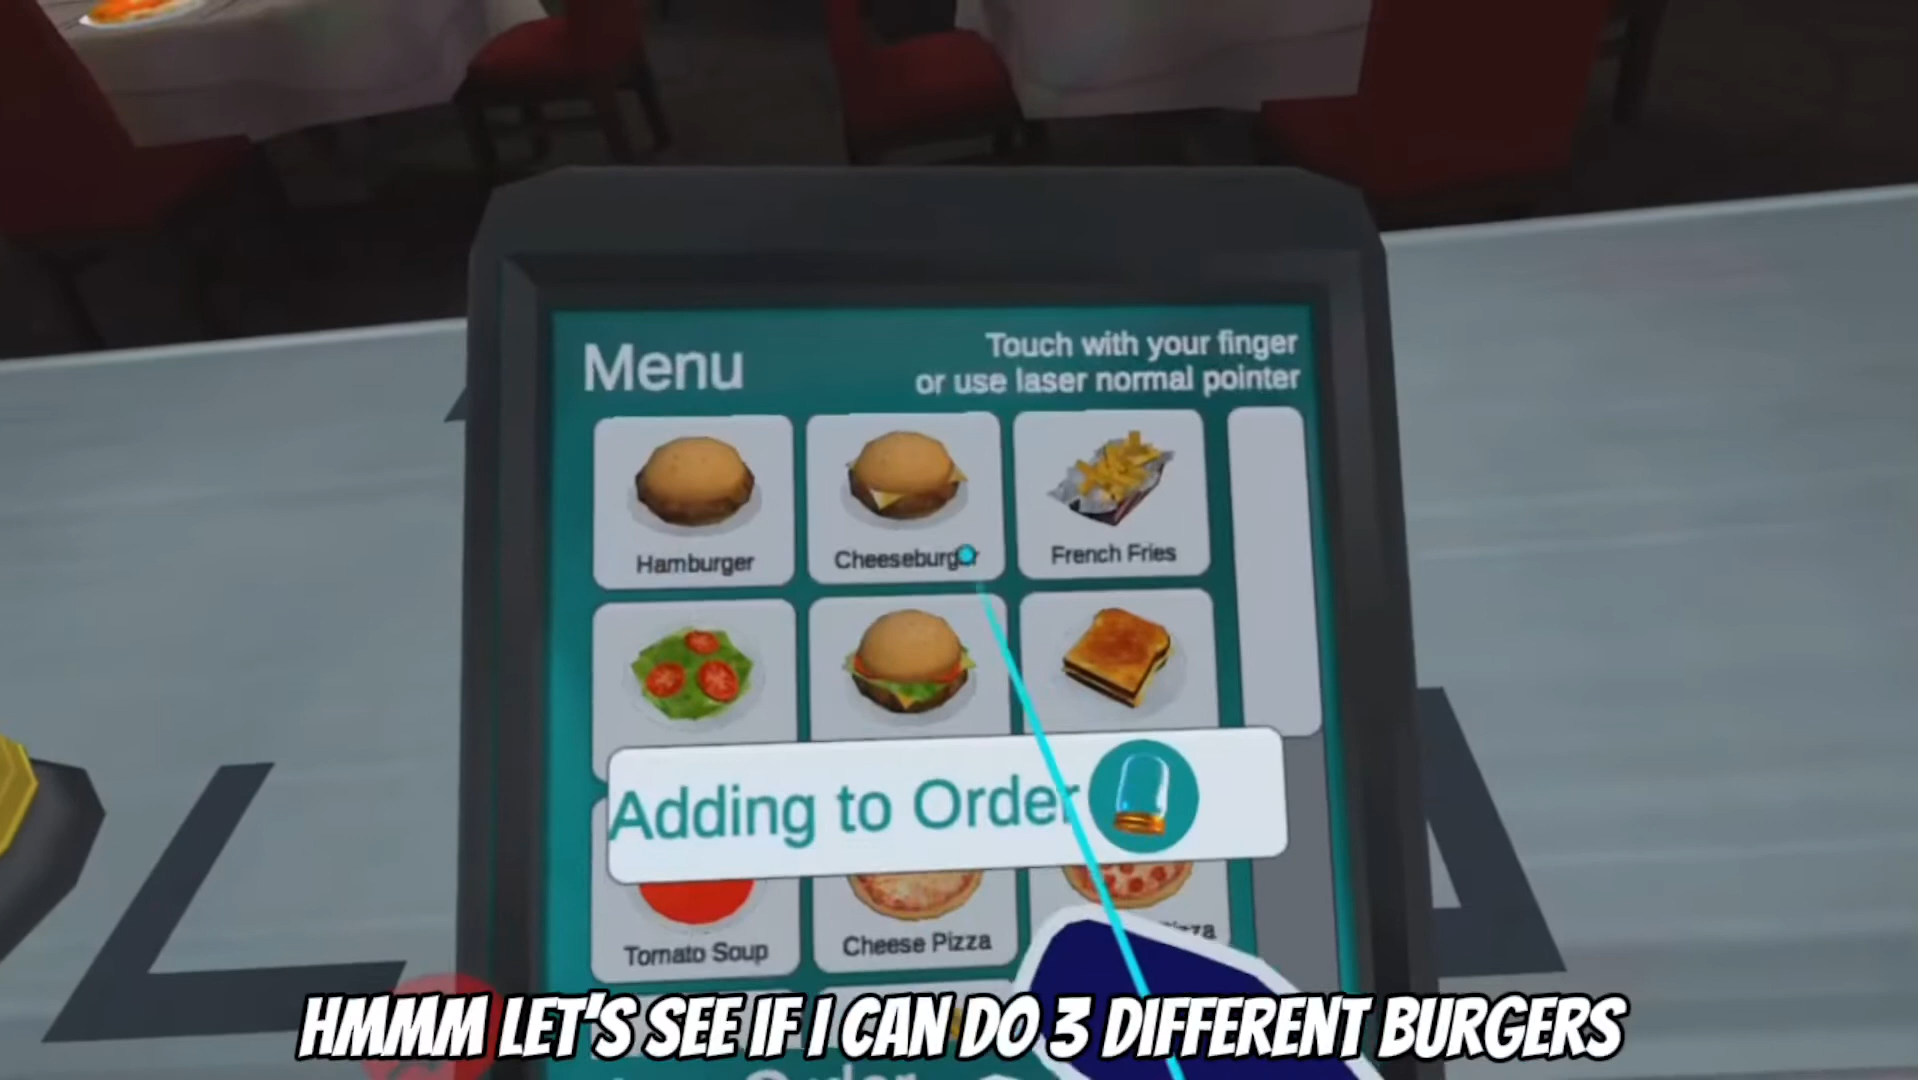 Menu
Touch with your finger
or use laser normal pointer
Hamburger
Cheeseburger
French Fries
Adding to Order
Tomato Soup
Cheese Pizza
HMMM LET'S SEE IF I CAN DO 3 DIFFERENT BURGERS